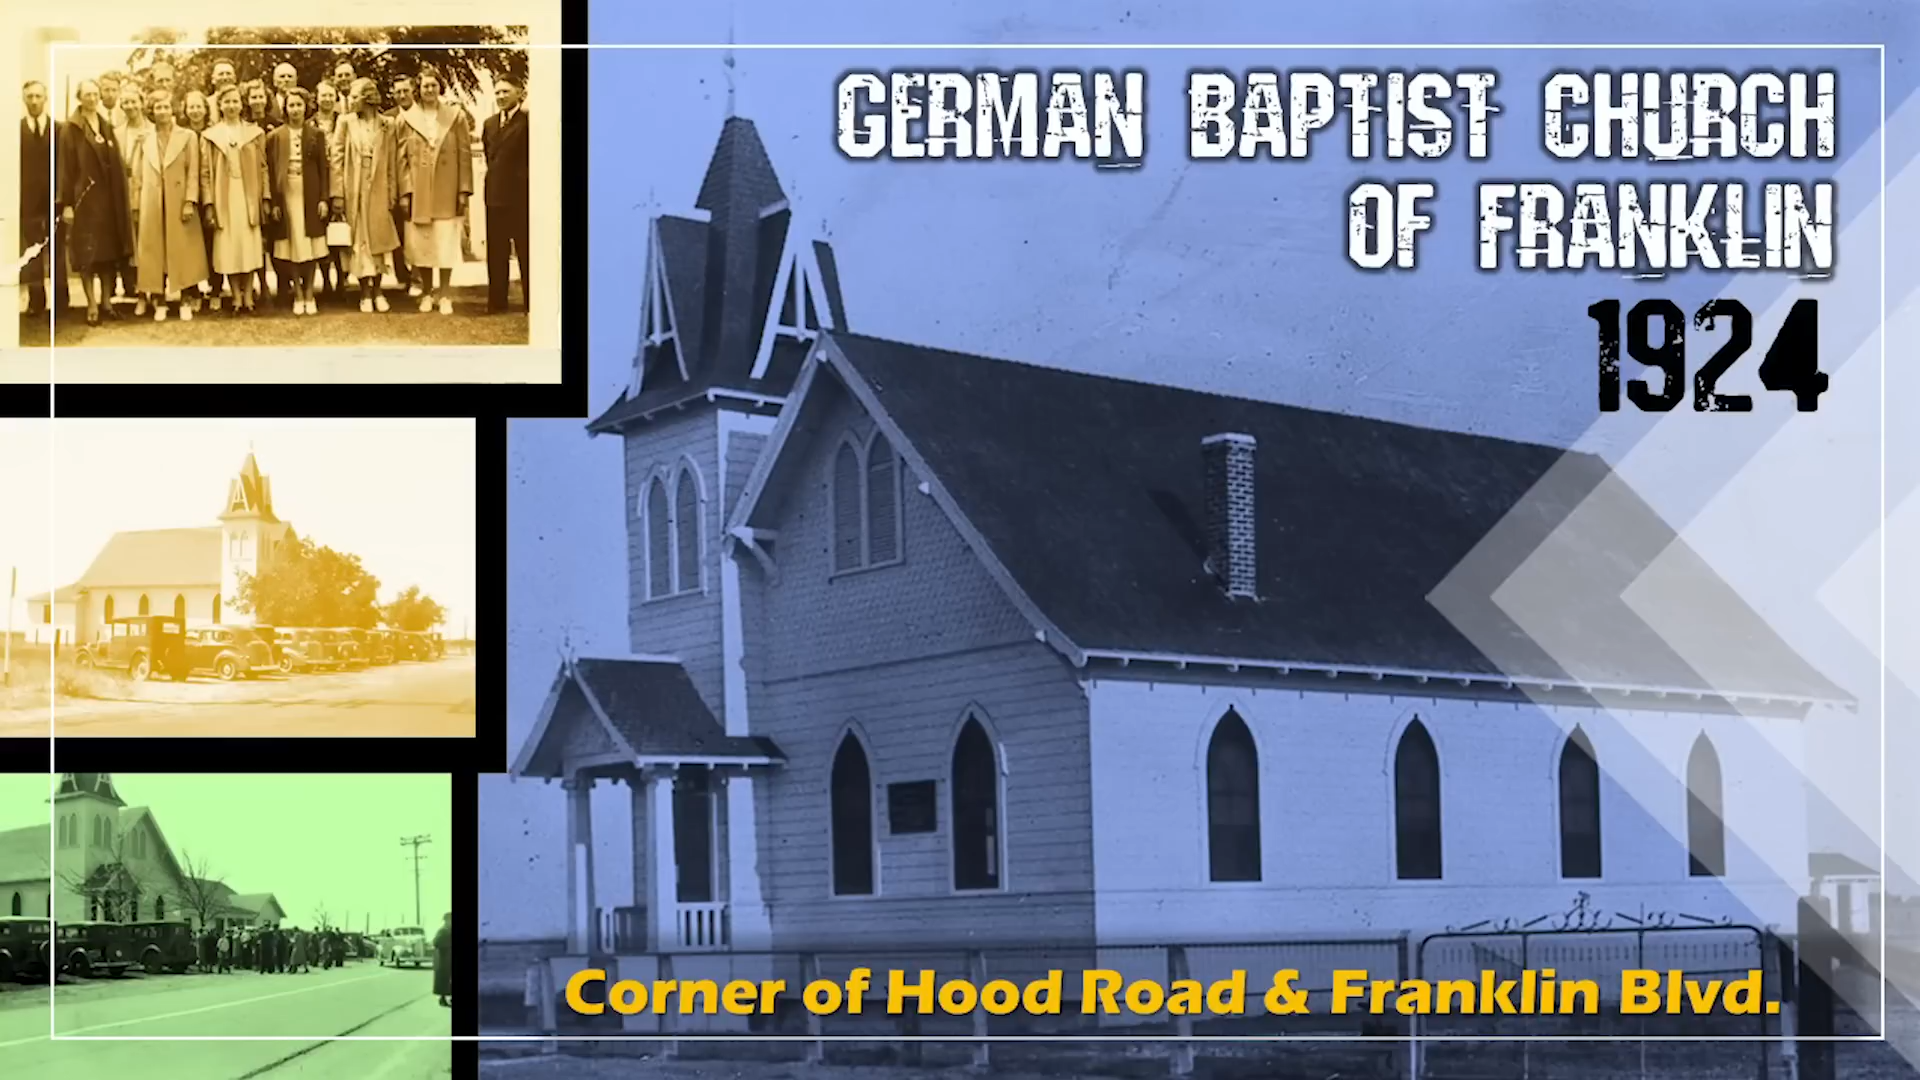 GERMAN BAPTIST CHURCH
OF FRANKLIN
1924
Corner of Hood Road & Franklin Blvd.